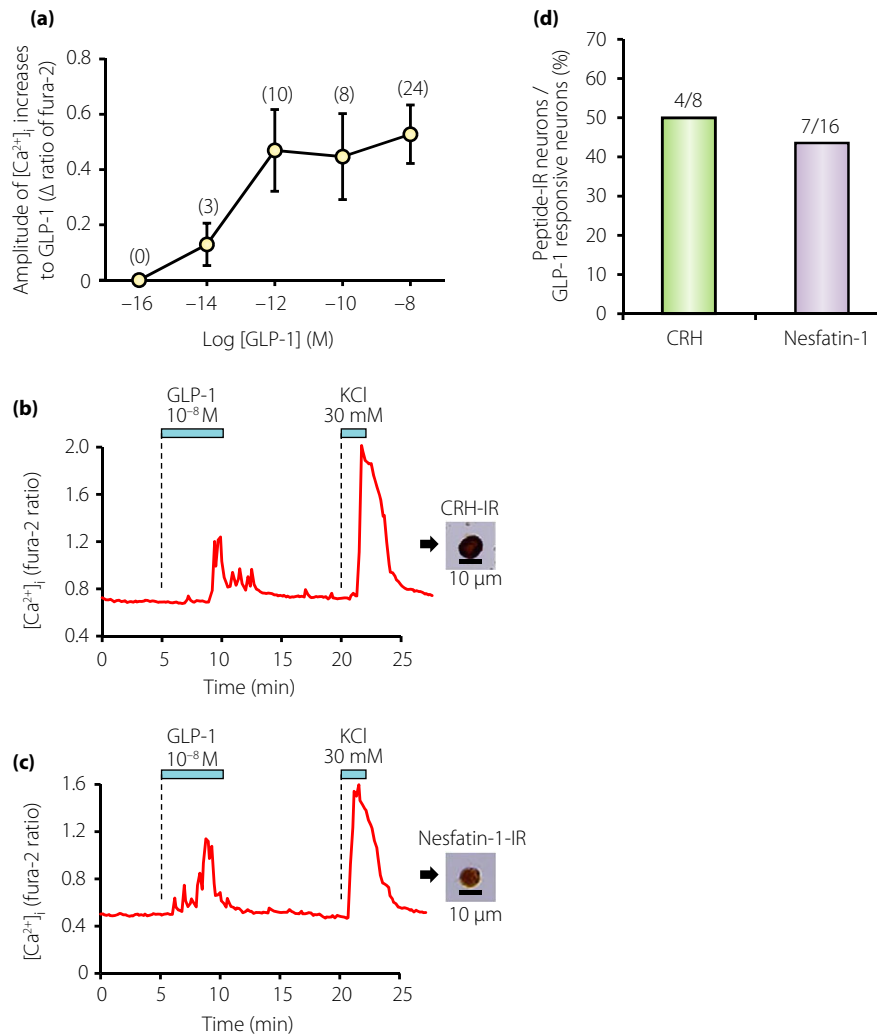 (a)
Amplitude of [Ca²⁺]ᵢ increases
to GLP-1 (Δ ratio of fura-2)
0.8
0.6
0.4
0.2
0
(0)
(3)
(10)
(8)
(24)
−16
−14
−12
−10
−8
Log [GLP-1] (M)
(d)
Peptide-IR neurons /
GLP-1 responsive neurons (%)
70
60
50
40
30
20
10
0
4/8
7/16
CRH
Nesfatin-1
(b)
GLP-1
10⁻⁸ M
KCl
30 mM
[Ca²⁺]ᵢ (fura-2 ratio)
2.0
1.6
1.2
0.8
0.4
0
5
10
15
20
25
Time (min)
CRH-IR
10 µm
(c)
GLP-1
10⁻⁸ M
KCl
30 mM
[Ca²⁺]ᵢ (fura-2 ratio)
1.6
1.2
0.8
0.4
0
0
5
10
15
20
25
Time (min)
Nesfatin-1-IR
10 µm